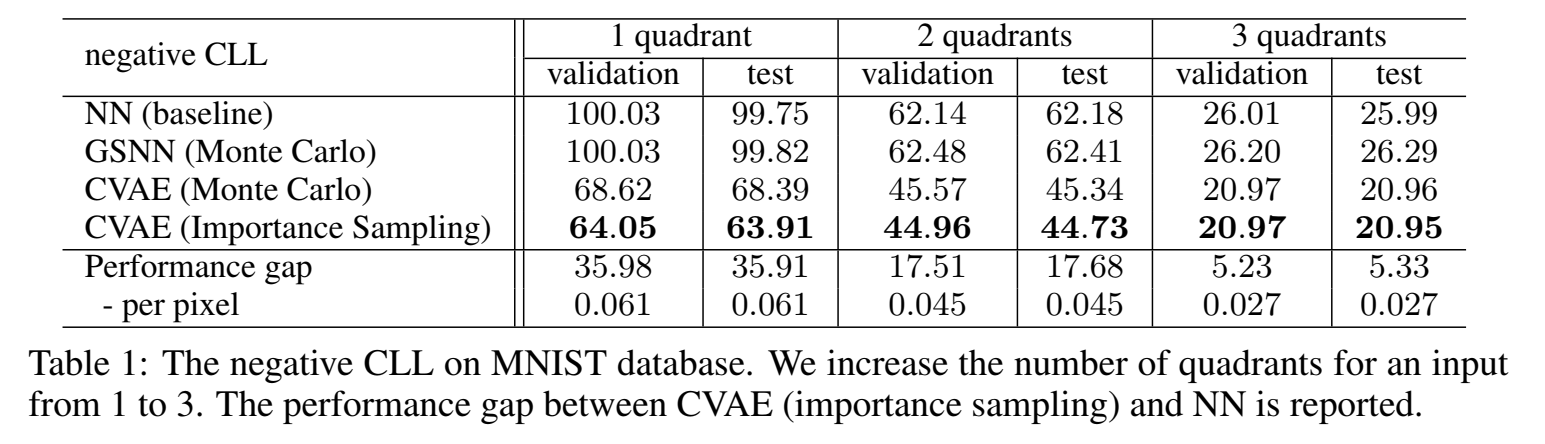 negative CLL 1 quadrant 2 quadrants 3 quadrants
validation test validation test validation test
NN (baseline) 100.03 99.75 62.14 62.18 26.01 25.99
GSNN (Monte Carlo) 100.03 99.82 62.48 62.41 26.20 26.29
CVAE (Monte Carlo) 68.62 68.39 45.57 45.34 20.97 20.96
CVAE (Importance Sampling) 64.05 63.91 44.96 44.73 20.97 20.95
Performance gap 35.98 35.91 17.51 17.68 5.23 5.33
- per pixel 0.061 0.061 0.045 0.045 0.027 0.027
Table 1: The negative CLL on MNIST database. We increase the number of quadrants for an input
from 1 to 3. The performance gap between CVAE (importance sampling) and NN is reported.